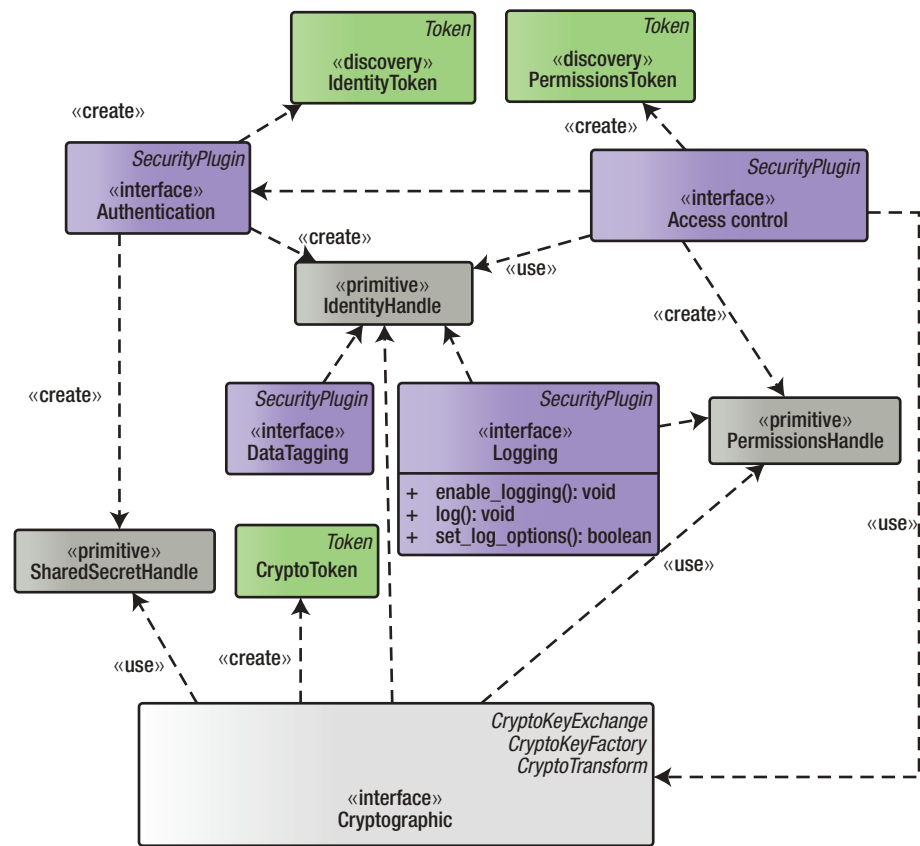 Token
«discovery»
IdentityToken
Token
«discovery»
PermissionsToken
«create»
«create»
SecurityPlugin
«interface»
Authentication
SecurityPlugin
«interface»
Access control
«create»
«use»
«primitive»
IdentityHandle
«create»
«create»
SecurityPlugin
«interface»
DataTagging
SecurityPlugin
«interface»
Logging
+ enable_logging(): void
+ log(): void
+ set_log_options(): boolean
«primitive»
PermissionsHandle
«use»
«primitive»
SharedSecretHandle
Token
CryptoToken
«use»
«use»
«create»
CryptoKeyExchange
CryptoKeyFactory
CryptoTransform
«interface»
Cryptographic